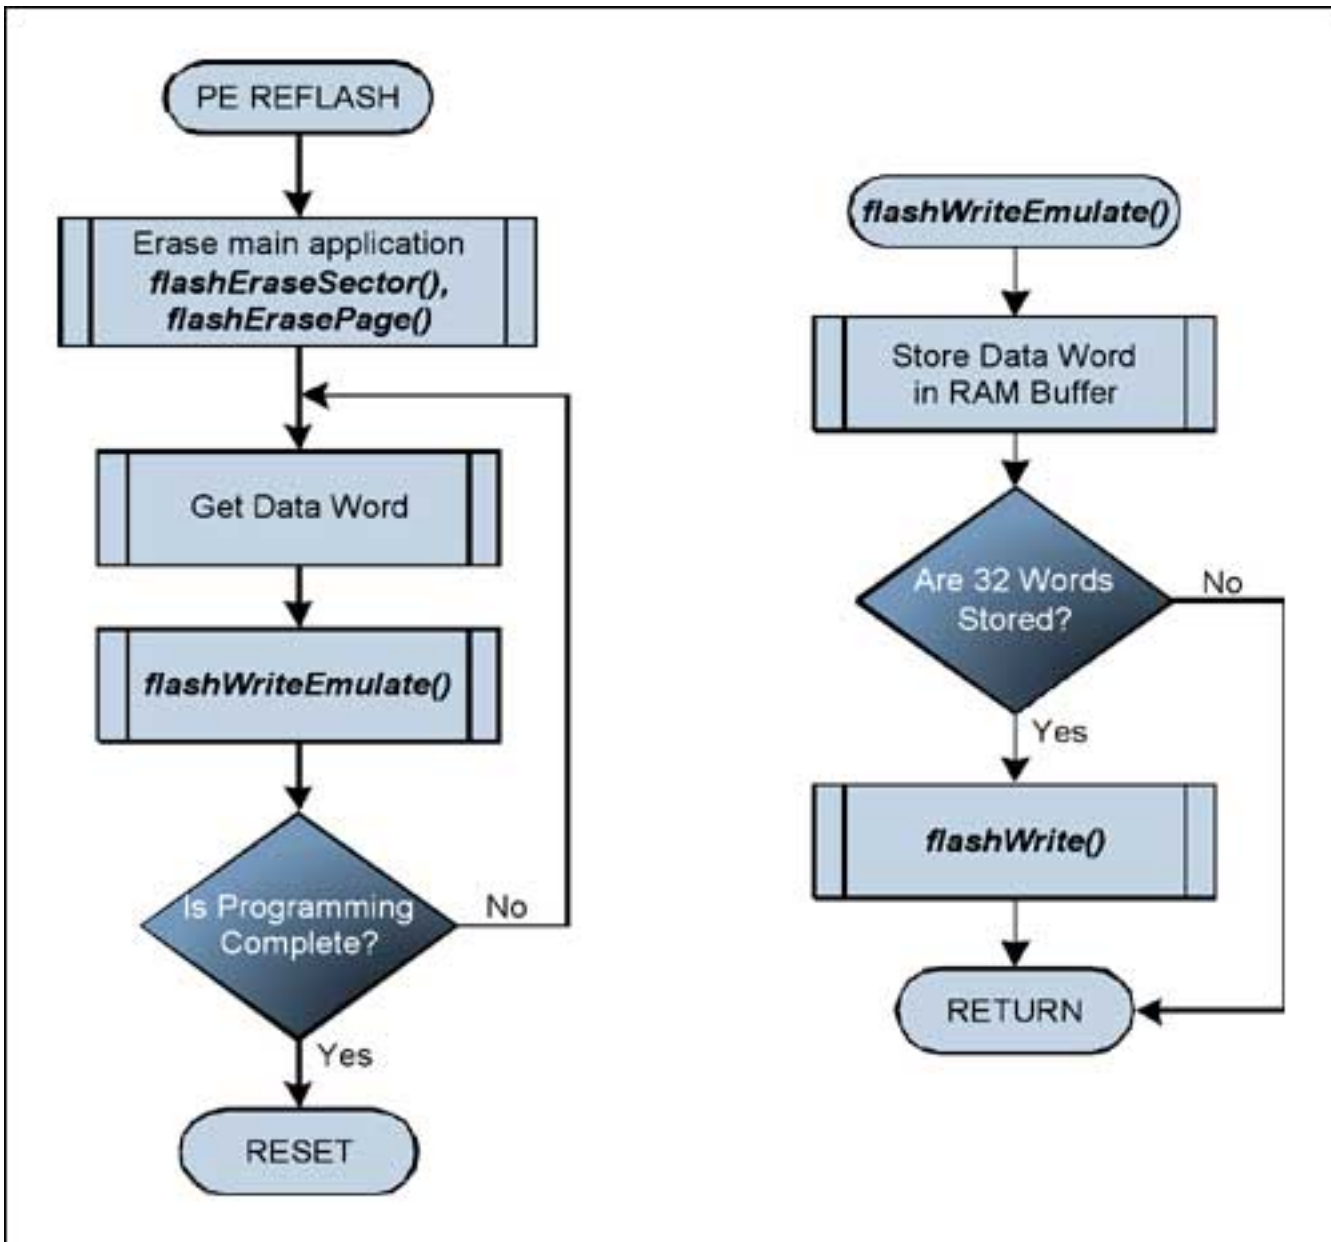 PE REFLASH
Erase main application
flashEraseSector(),
flashErasePage()
Get Data Word
flashWriteEmulate()
Is Programming
Complete?
No
Yes
RESET
flashWriteEmulate()
Store Data Word
in RAM Buffer
Are 32 Words
Stored?
No
Yes
flashWrite()
RETURN